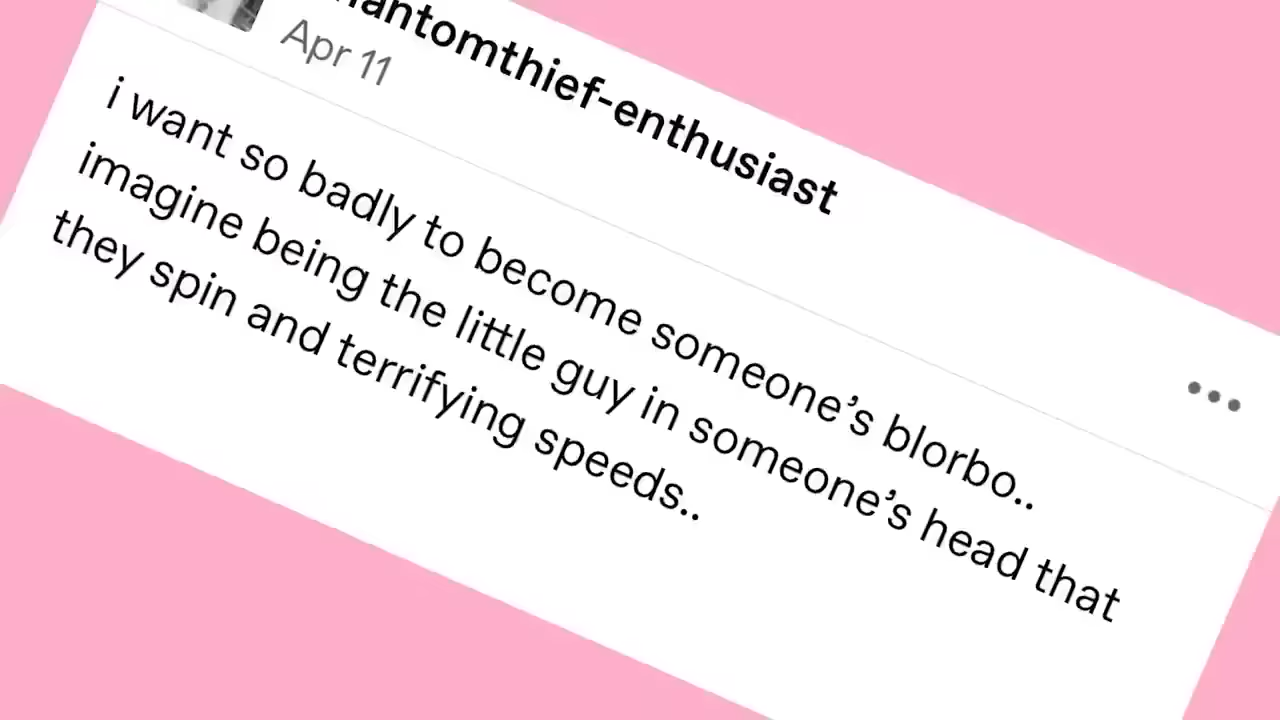 hantomthief-enthusiast
Apr 11
i want so badly to become someone’s blorbo..
imagine being the little guy in someone’s head that
they spin and terrifying speeds..